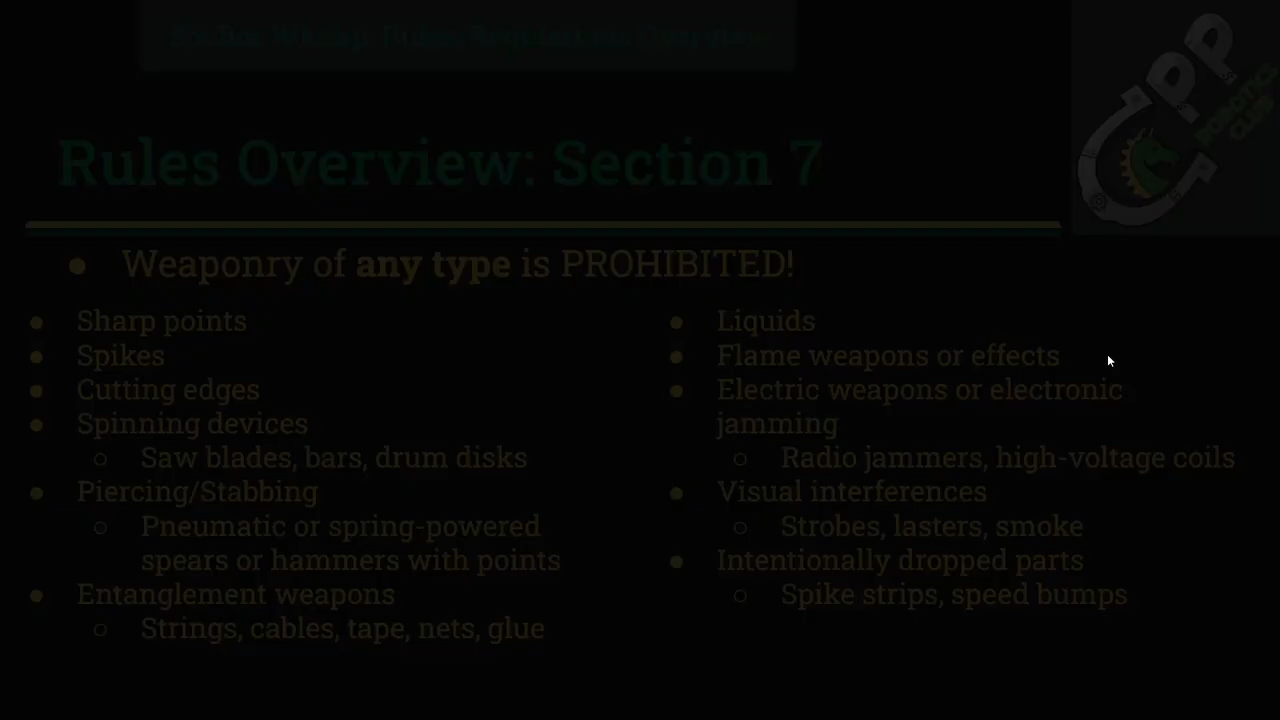 Rules Overview: Section 7
Weaponry of any type is PROHIBITED!
Sharp points
Spikes
Cutting edges
Spinning devices
Saw blades, bars, drum disks
Piercing/Stabbing
Pneumatic or spring-powered
spears or hammers with points
Entanglement weapons
Strings, cables, tape, nets, glue
Liquids
Flame weapons or effects
Electric weapons or electronic
jamming
Radio jammers, high-voltage coils
Visual interferences
Strobes, lasters, smoke
Intentionally dropped parts
Spike strips, speed bumps
CPP
ROBOTICS
CLUB